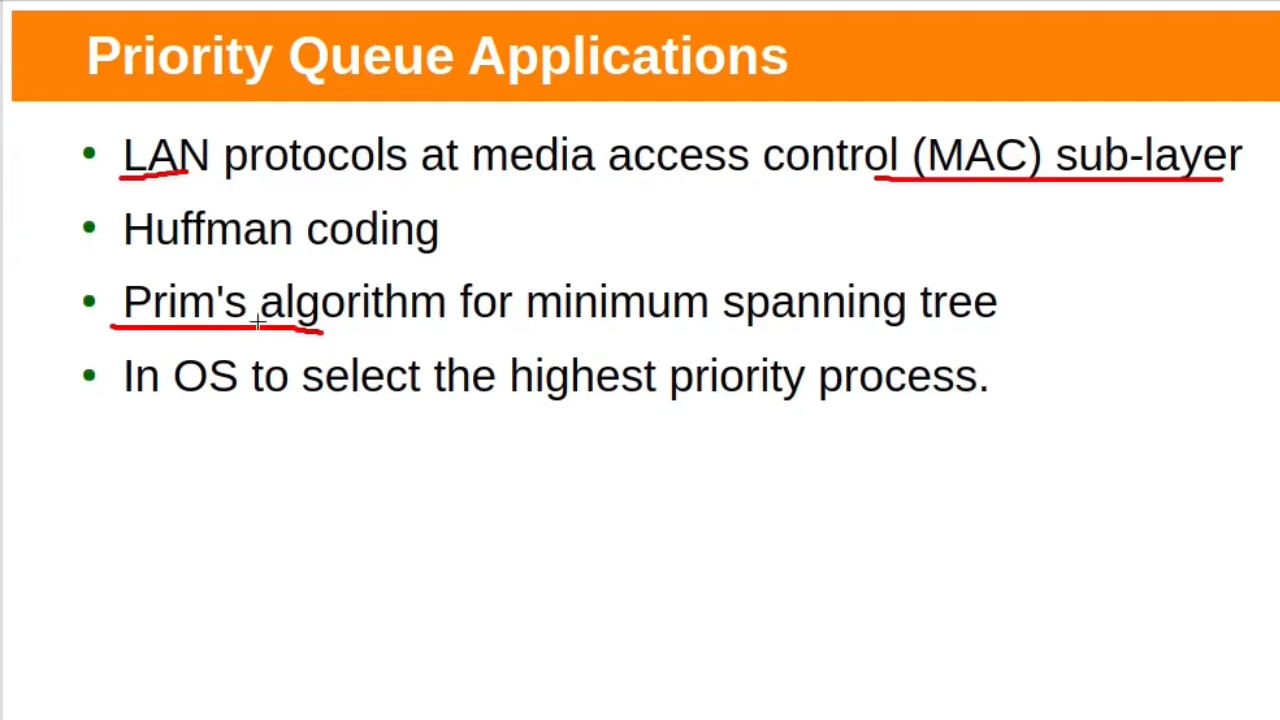 Priority Queue Applications
• LAN protocols at media access control (MAC) sub-layer
• Huffman coding
• Prim's algorithm for minimum spanning tree
• In OS to select the highest priority process.